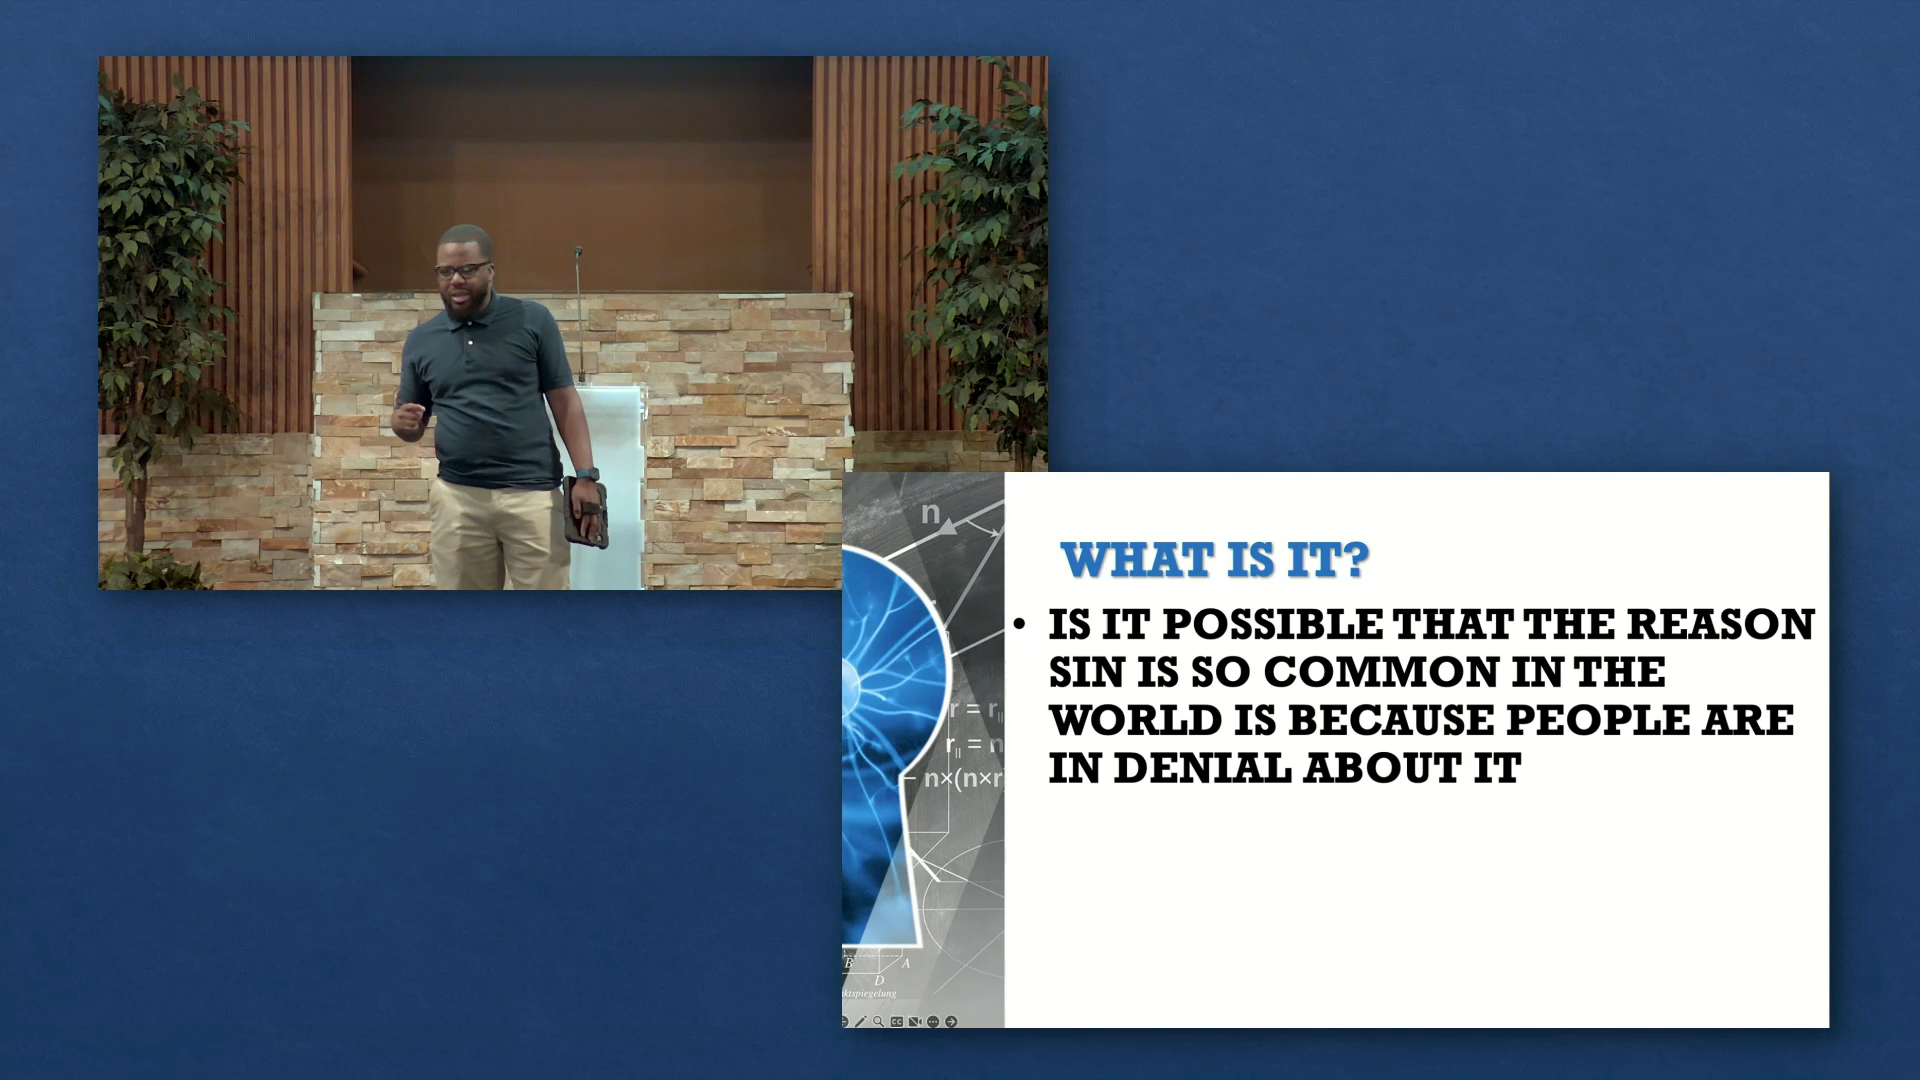 n
WHAT IS IT?
• IS IT POSSIBLE THAT THE REASON
SIN IS SO COMMON IN THE
WORLD IS BECAUSE PEOPLE ARE
IN DENIAL ABOUT IT
r = r||
r|| = n
n×(n×r
B
A
D
CC